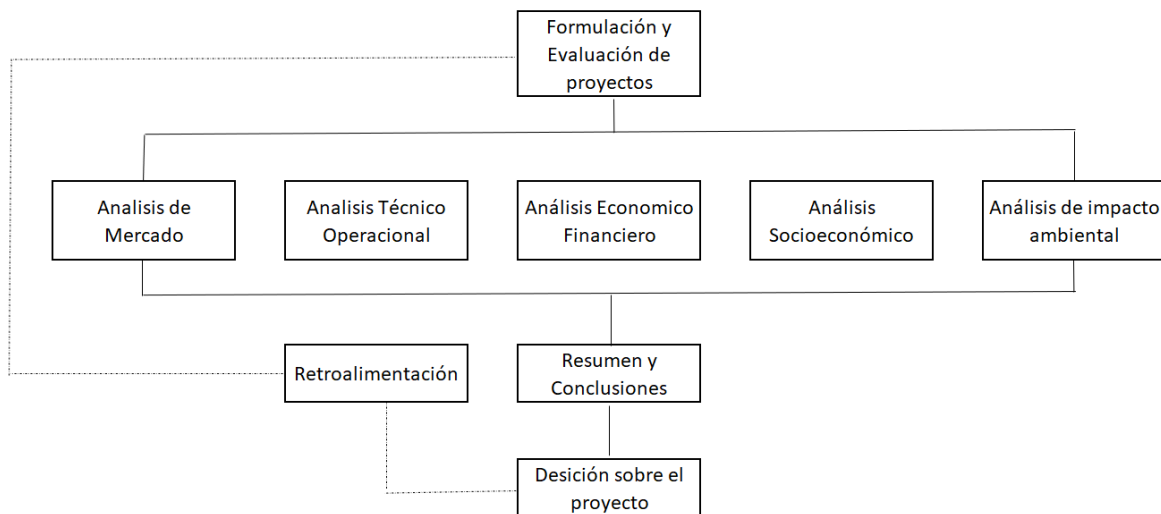 Formulación y
Evaluación de
proyectos
Analisis de
Mercado
Analisis Técnico
Operacional
Análisis Economico
Financiero
Análisis
Socioeconómico
Análisis de impacto
ambiental
Retroalimentación
Resumen y
Conclusiones
Desición sobre el
proyecto